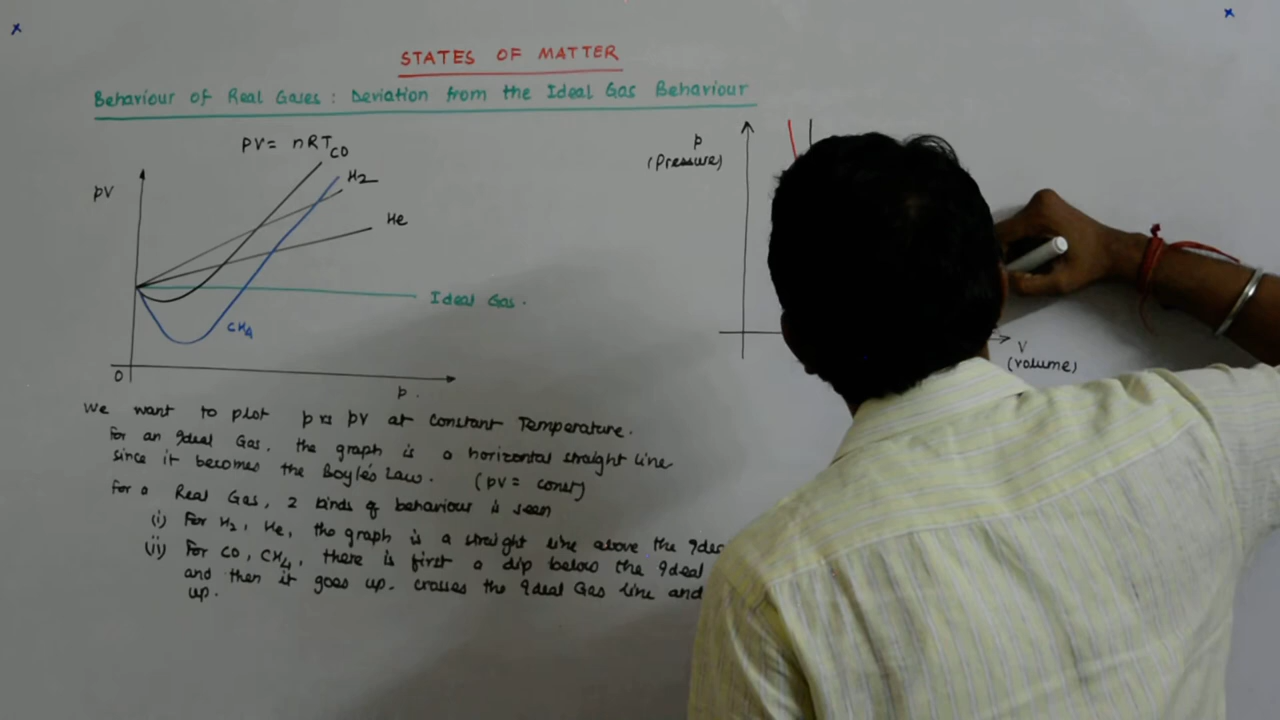 STATES OF MATTER
Behaviour of Real Gases : Deviation from the Ideal Gas Behaviour
PV = nRT
CO
H2
He
PV
Ideal Gas.
CH4
O
p.
p
(Pressure)
V
(volume)
We want to plot p vs pV at Constant Temperature.
For an Ideal Gas, the graph is a horizontal straight line
since it becomes the Boyle's Law. (pV = const)
For a Real Gas, 2 kinds of behaviour is seen
(i) For H2, He, the graph is a straight line above the
(ii) For CO, CH4, there is first a dip below the Ideal
and then it goes up. crosses the Ideal Gas line and
up.